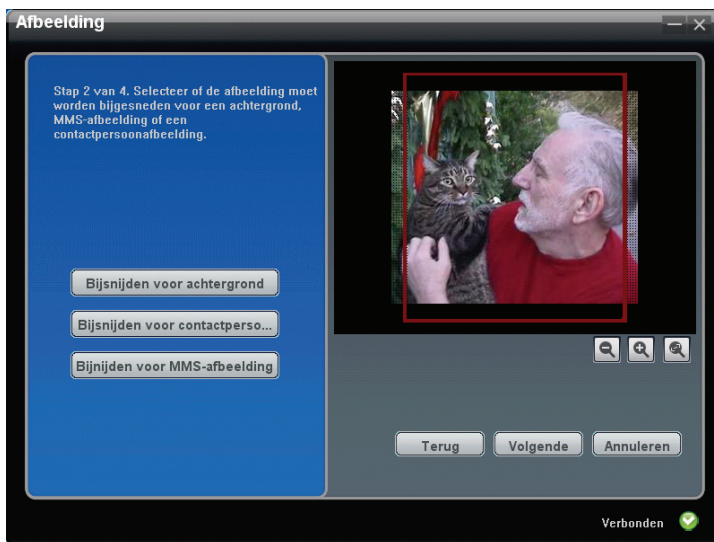 Afbeelding
Stap 2 van 4. Selecteer of de afbeelding moet
worden bijgesneden voor een achtergrond,
MMS-afbeelding of een
contactpersoonafbeelding.
Bijsnijden voor achtergrond
Bijsnijden voor contactperso...
Bijnijden voor MMS-afbeelding
Terug
Volgende
Annuleren
Verbonden